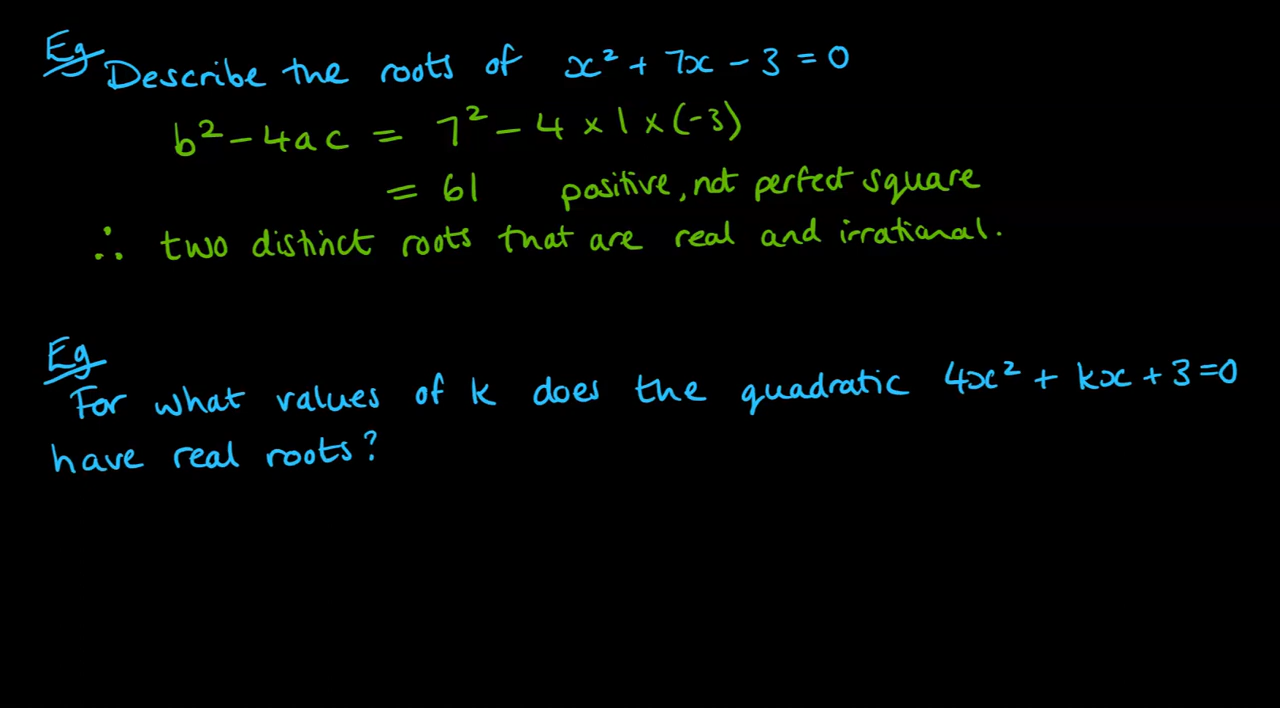 Eg
Describe the roots of x² + 7x - 3 = 0
b² - 4ac = 7² - 4 × 1 × (-3)
= 61 positive, not perfect square
∴ two distinct roots that are real and irrational.
Eg
For what values of k does the quadratic 4x² + kx + 3 = 0
have real roots?